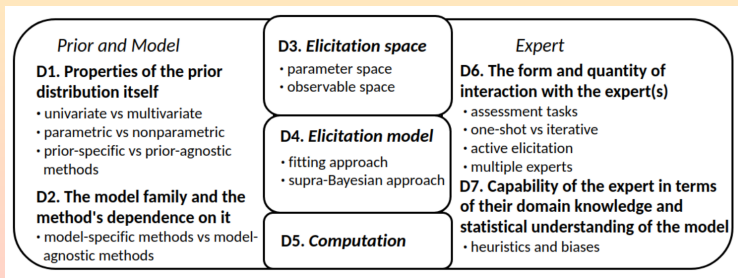 Prior and Model
D1. Properties of the prior
distribution itself
• univariate vs multivariate
• parametric vs nonparametric
• prior-specific vs prior-agnostic
methods
D2. The model family and the
method's dependence on it
• model-specific methods vs model-
agnostic methods
D3. Elicitation space
• parameter space
• observable space
D4. Elicitation model
• fitting approach
• supra-Bayesian approach
D5. Computation
Expert
D6. The form and quantity of
interaction with the expert(s)
• assessment tasks
• one-shot vs iterative
• active elicitation
• multiple experts
D7. Capability of the expert in terms
of their domain knowledge and
statistical understanding of the model
• heuristics and biases